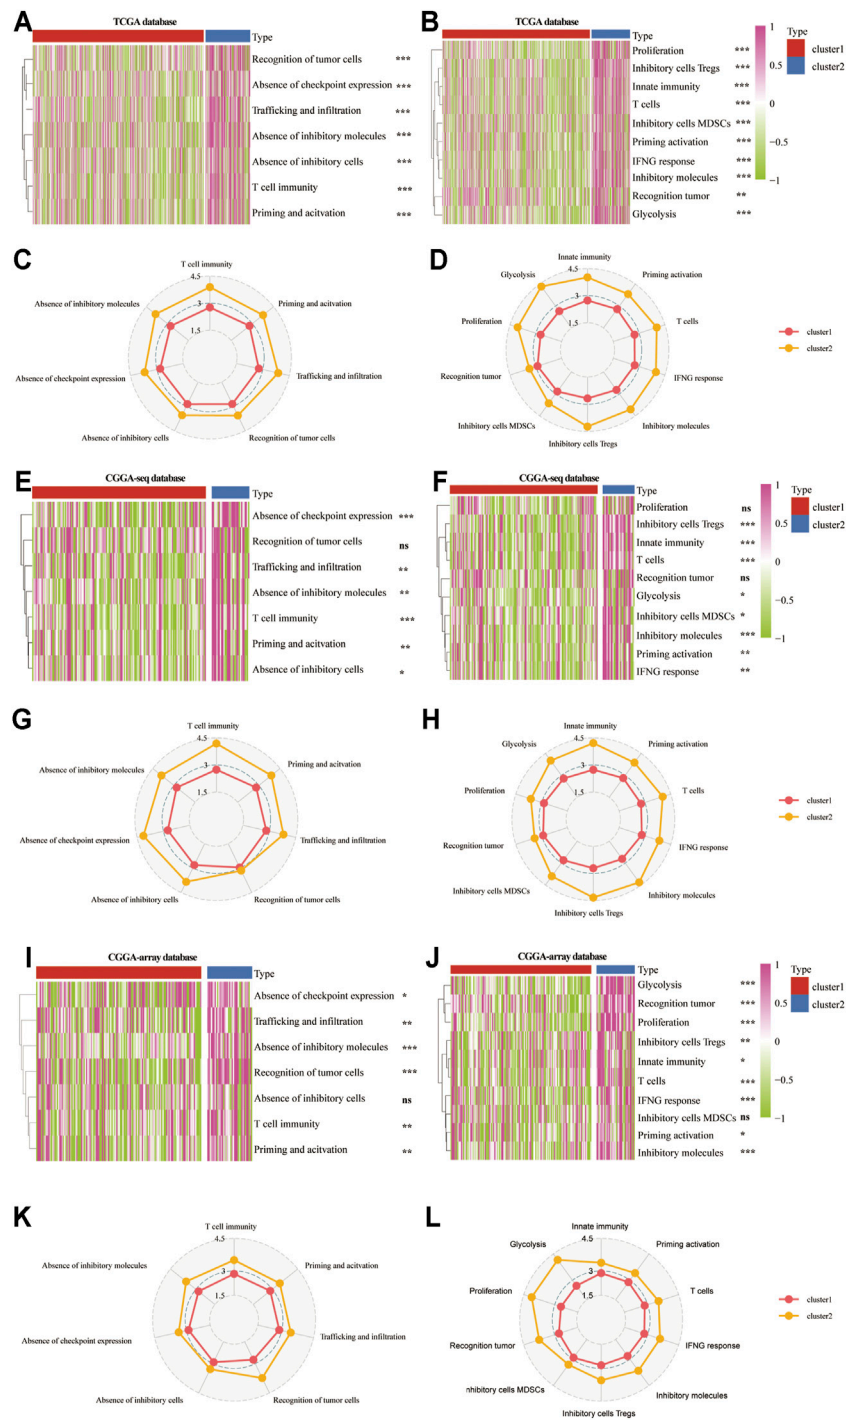 A
TCGA database
Type
Recognition of tumor cells ***
Absence of checkpoint expression ***
Trafficking and infiltration ***
Absence of inhibitory molecules ***
Absence of inhibitory cells ***
T cell immunity ***
Priming and acitvation ***
B
TCGA database
Type
Proliferation ***
Inhibitory cells Tregs ***
Innate immunity ***
T cells ***
Inhibitory cells MDSCs ***
Priming activation ***
IFNG response ***
Inhibitory molecules ***
Recognition tumor **
Glycolysis ***
1
0.5
0
−0.5
−1
Type
cluster1
cluster2
C
T cell immunity
4.5
3
1.5
Absence of inhibitory molecules
Priming and acitvation
Absence of checkpoint expression
Trafficking and infiltration
Absence of inhibitory cells
Recognition of tumor cells
D
Innate immunity
4.5
3
1.5
Glycolysis
Priming activation
Proliferation
T cells
Recognition tumor
IFNG response
Inhibitory cells MDSCs
Inhibitory molecules
Inhibitory cells Tregs
cluster1
cluster2
E
CGGA-seq database
Type
Absence of checkpoint expression ***
Recognition of tumor cells ns
Trafficking and infiltration **
Absence of inhibitory molecules **
T cell immunity ***
Priming and acitvation **
Absence of inhibitory cells *
F
CGGA-seq database
Type
Proliferation ns
Inhibitory cells Tregs ***
Innate immunity ***
T cells ***
Recognition tumor ns
Glycolysis *
Inhibitory cells MDSCs *
Inhibitory molecules ***
Priming activation **
IFNG response **
1
0.5
0
−0.5
−1
Type
cluster1
cluster2
G
T cell immunity
4.5
3
1.5
Absence of inhibitory molecules
Priming and acitvation
Absence of checkpoint expression
Trafficking and infiltration
Absence of inhibitory cells
Recognition of tumor cells
H
Innate immunity
4.5
3
1.5
Glycolysis
Priming activation
Proliferation
T cells
Recognition tumor
IFNG response
Inhibitory cells MDSCs
Inhibitory molecules
Inhibitory cells Tregs
cluster1
cluster2
I
CGGA-array database
Type
Absence of checkpoint expression *
Trafficking and infiltration **
Absence of inhibitory molecules ***
Recognition of tumor cells ***
Absence of inhibitory cells ns
T cell immunity **
Priming and acitvation **
J
CGGA-array database
Type
Glycolysis ***
Recognition tumor ***
Proliferation ***
Inhibitory cells Tregs **
Innate immunity *
T cells ***
IFNG response ***
Inhibitory cells MDSCs ns
Priming activation *
Inhibitory molecules ***
1
0.5
0
−0.5
−1
Type
cluster1
cluster2
K
T cell immunity
4.5
3
1.5
Absence of inhibitory molecules
Priming and acitvation
Absence of checkpoint expression
Trafficking and infiltration
Absence of inhibitory cells
Recognition of tumor cells
L
Innate immunity
4.5
3
1.5
Glycolysis
Priming activation
Proliferation
T cells
Recognition tumor
IFNG response
nhibitory cells MDSCs
Inhibitory molecules
Inhibitory cells Tregs
cluster1
cluster2